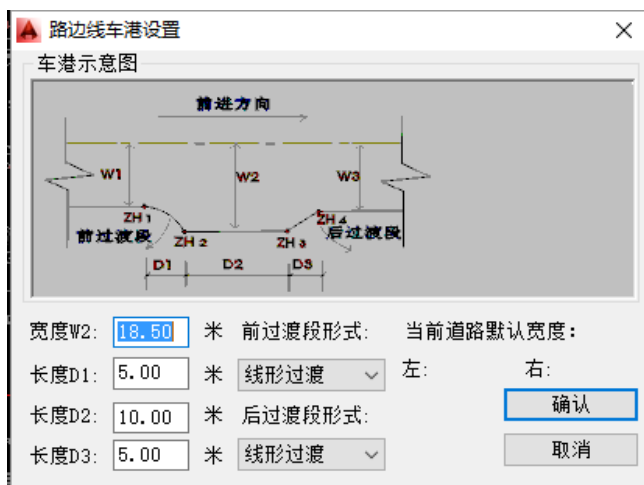 路边线车港设置
车港示意图
前进方向
W1 W2 W3
ZH 1 ZH 4
前过渡段 ZH 2 ZH 3 后过渡段
D1 D2 D3
宽度W2: 18.50 米 前过渡段形式: 当前道路默认宽度:
长度D1: 5.00 米 线形过渡 左: 右:
长度D2: 10.00 米 后过渡段形式: 确认
长度D3: 5.00 米 线形过渡 取消